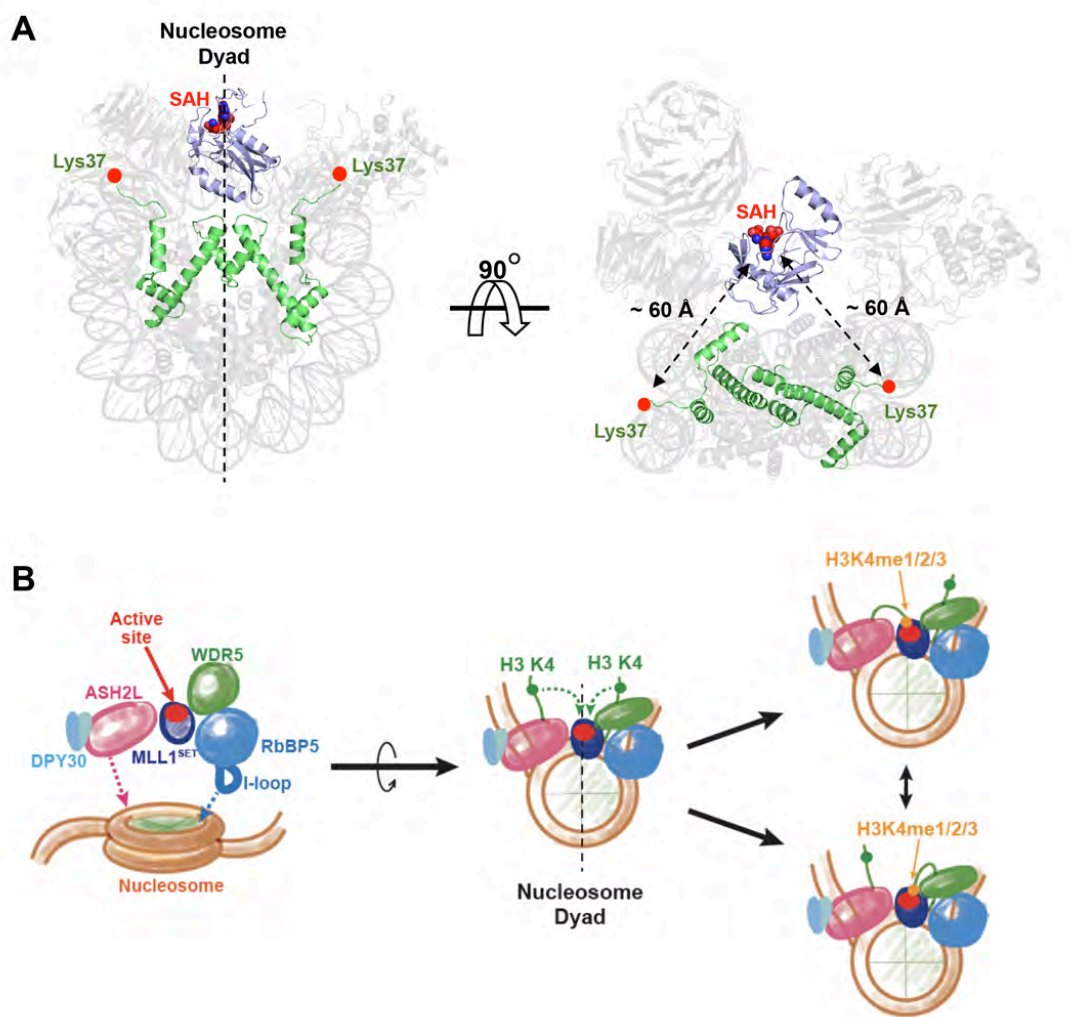 A
Nucleosome
Dyad
SAH
Lys37
Lys37
90°
SAH
~ 60 Å
~ 60 Å
Lys37
Lys37
B
Active
site
WDR5
ASH2L
DPY30
MLL1SET
RbBP5
I-loop
Nucleosome
H3 K4
H3 K4
Nucleosome
Dyad
H3K4me1/2/3
H3K4me1/2/3